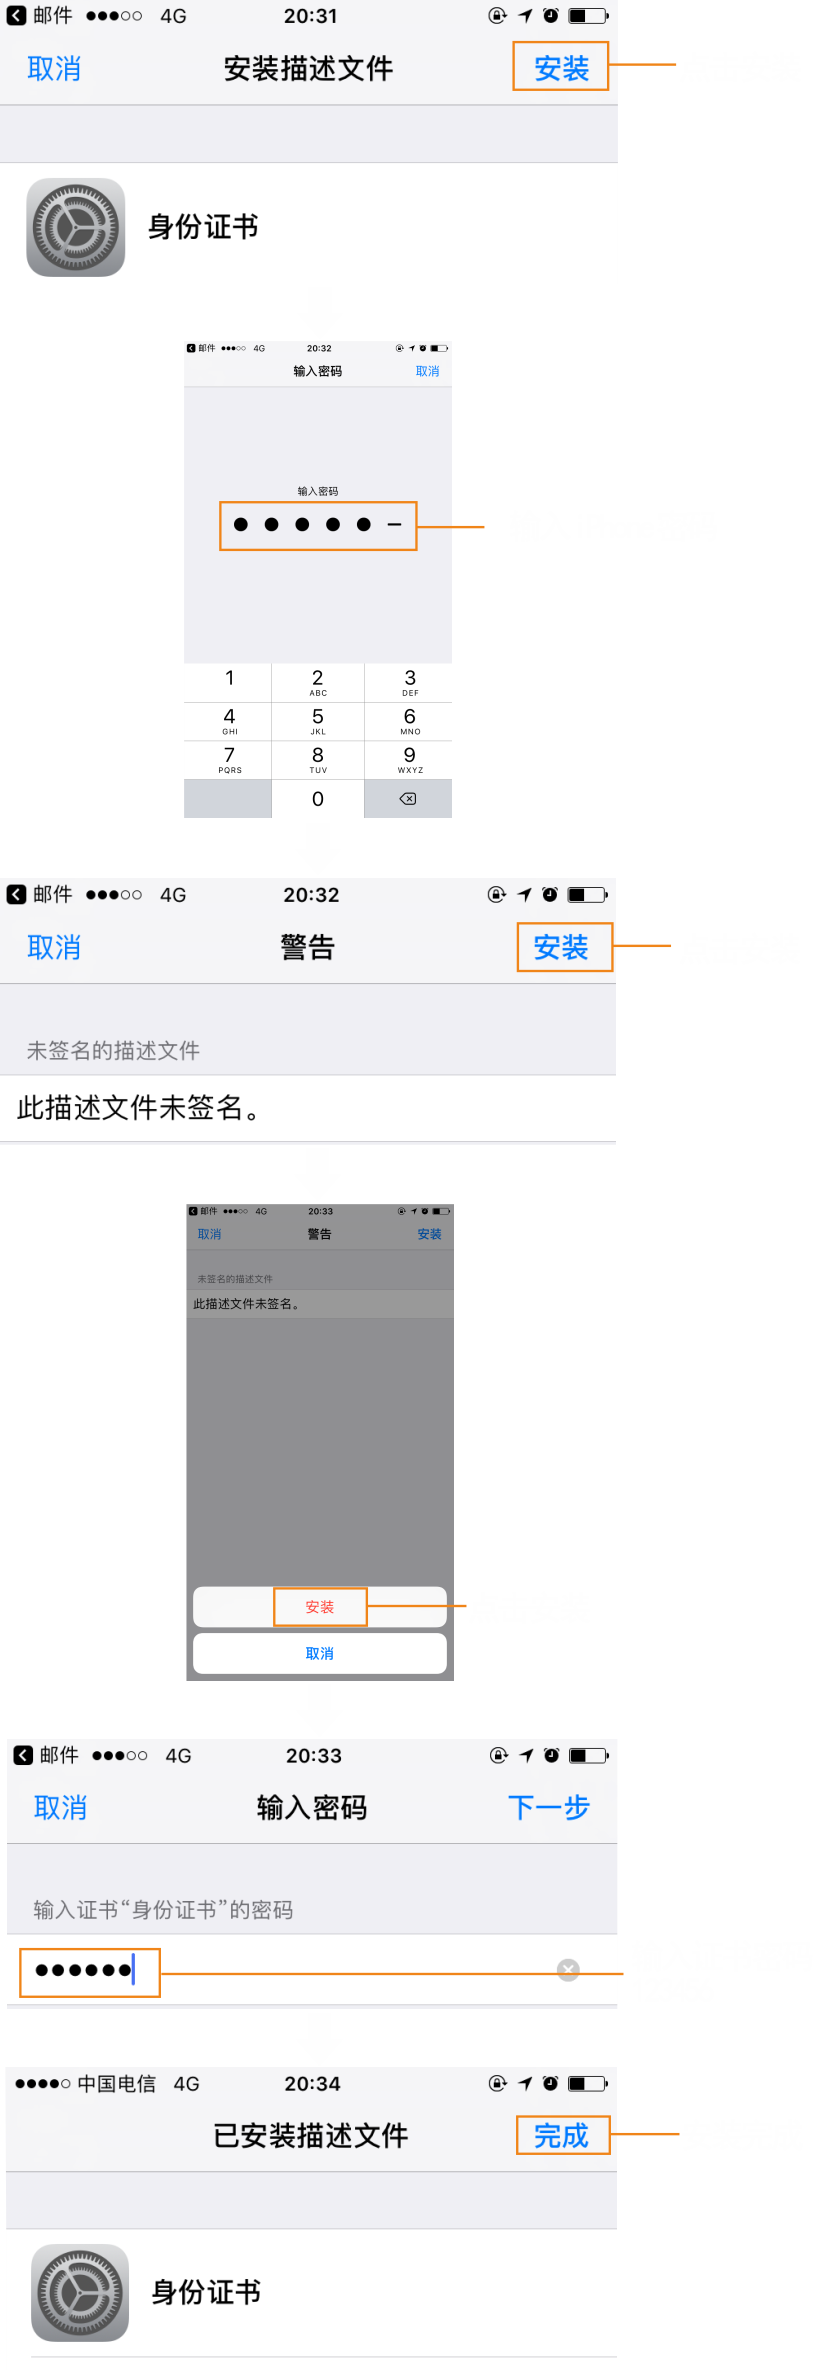 邮件 4G 20:31
取消 安装描述文件 安装
身份证书
邮件 4G 20:32
输入密码 取消
输入密码
1 2 3
ABC DEF
4 5 6
GHI JKL MNO
7 8 9
PQRS TUV WXYZ
0
邮件 4G 20:32
取消 警告 安装
未签名的描述文件
此描述文件未签名。
邮件 4G 20:33
取消 警告 安装
未签名的描述文件
此描述文件未签名。
安装
取消
邮件 4G 20:33
取消 输入密码 下一步
输入证书“身份证书”的密码
中国电信 4G 20:34
已安装描述文件 完成
身份证书